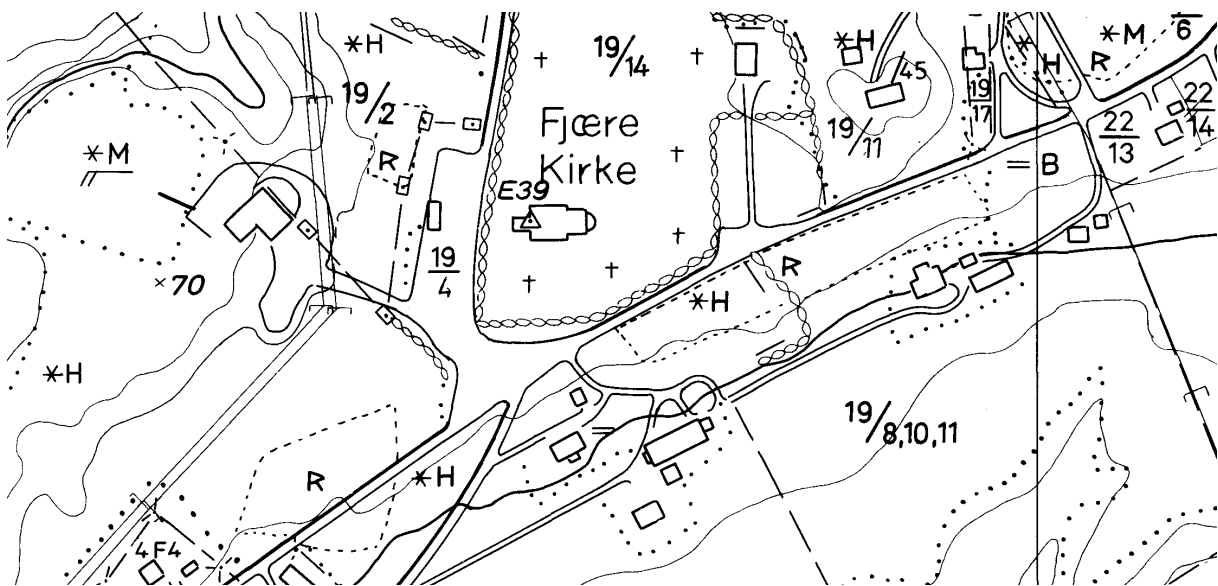 6
*H
19/14
*H
*M
H
R
45
19/2
19
17
22
14
Fjære
Kirke
19/11
22
13
*M
R
= B
E39
19
4
×70
R
*H
*H
19/8,10,11
R
*H
4F4